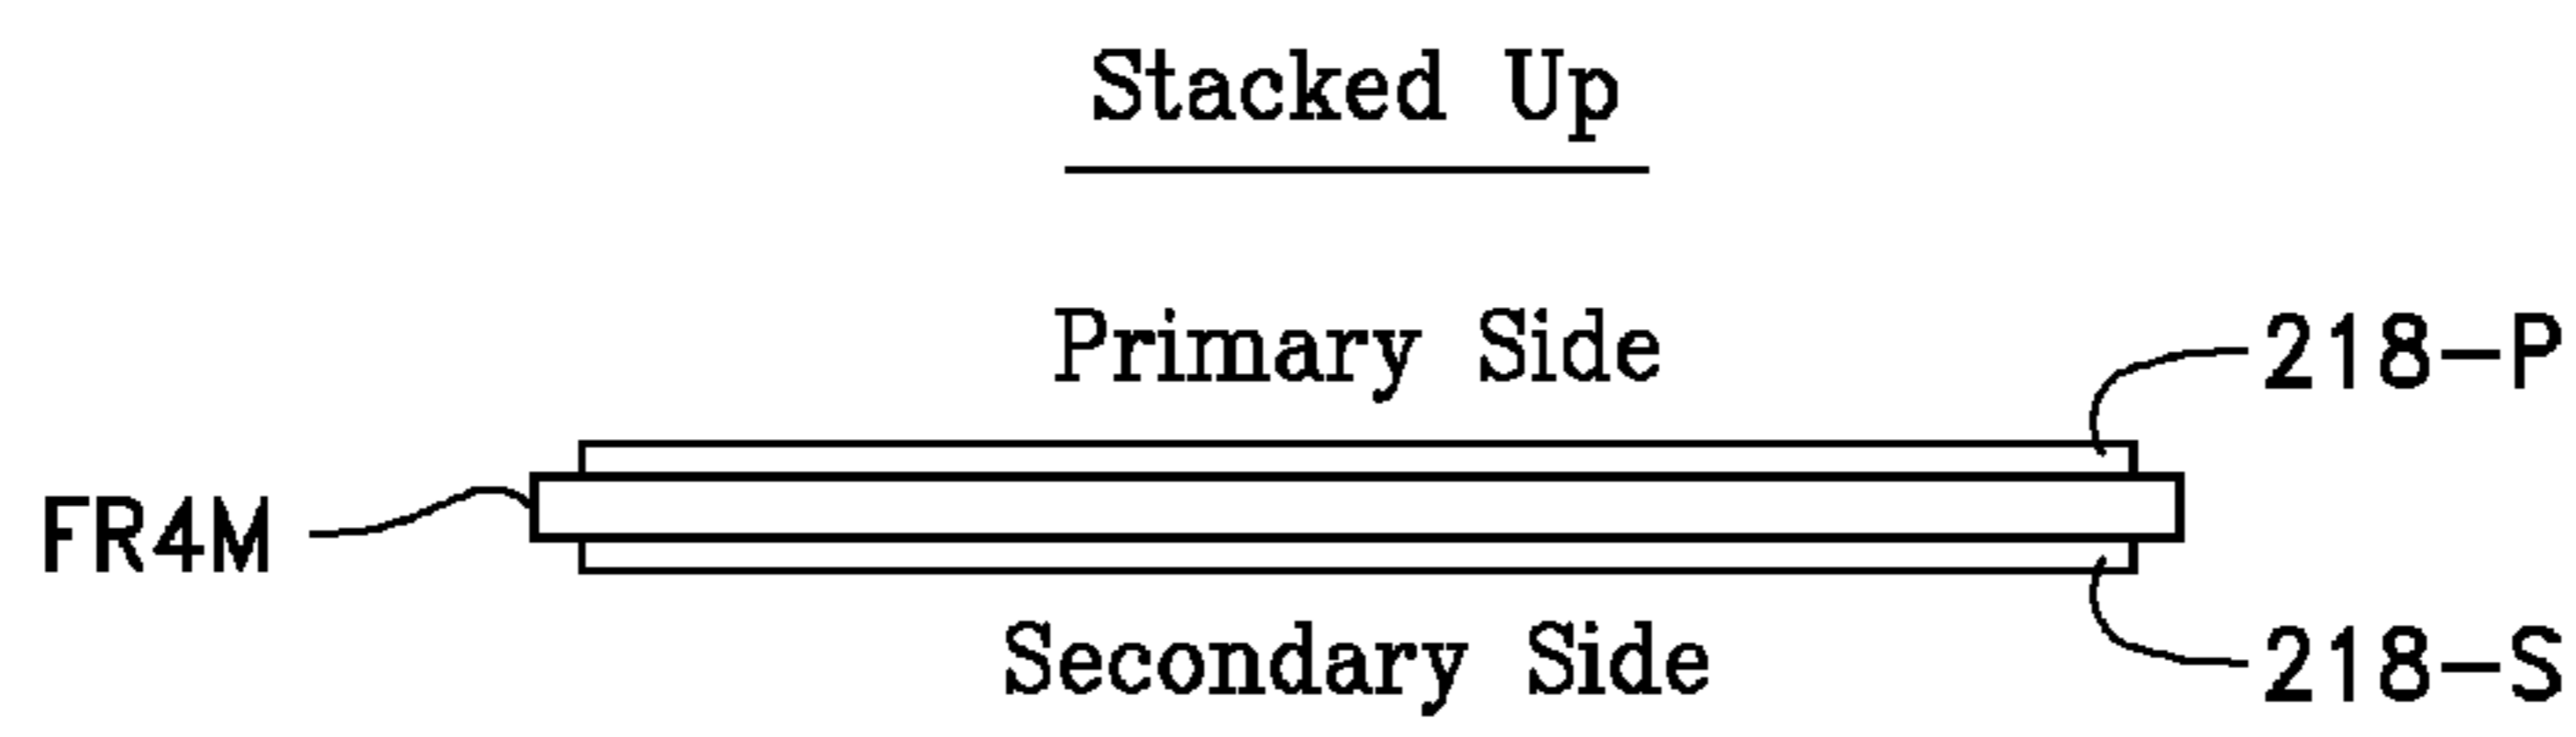 Stacked Up
Primary Side
218-P
FR4M
Secondary Side
218-S